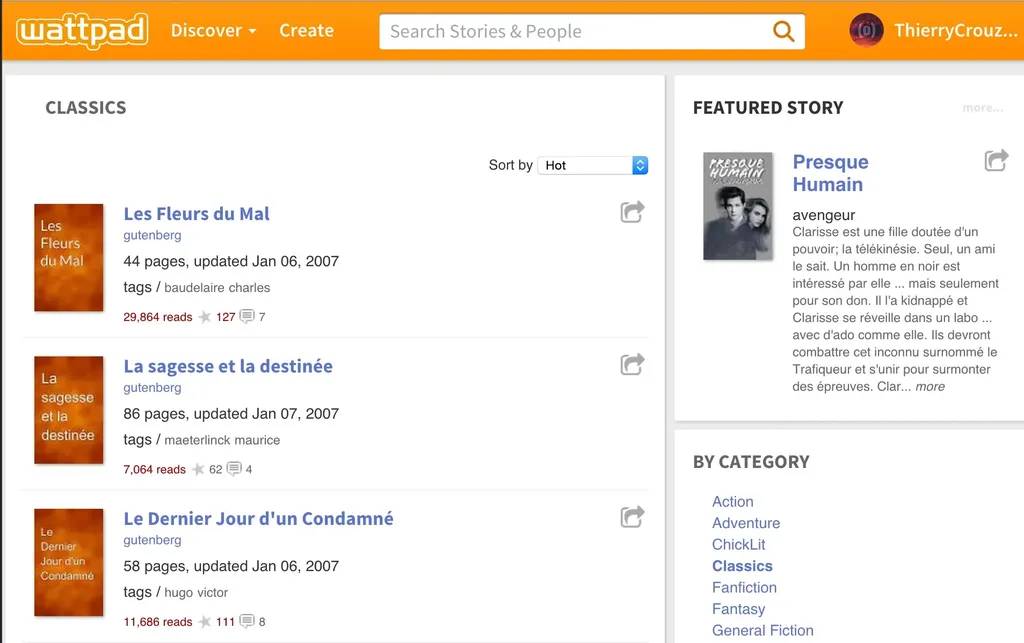 wattpad
Discover
Create
Search Stories & People
ThierryCrouz...
CLASSICS
Sort by Hot
Les Fleurs du Mal
Les Fleurs du Mal
gutenberg
44 pages, updated Jan 06, 2007
tags / baudelaire charles
29,864 reads 127 7
La sagesse et la destinée
La sagesse et la destinée
gutenberg
86 pages, updated Jan 07, 2007
tags / maeterlinck maurice
7,064 reads 62 4
Le Dernier Jour d'un Condamné
Le Dernier Jour d'un Condamné
gutenberg
58 pages, updated Jan 06, 2007
tags / hugo victor
11,686 reads 111 8
FEATURED STORY
more...
PRESQUE
HUMAIN
Presque
Humain
avengeur
Clarisse est une fille doutée d'un
pouvoir; la télékinésie. Seul, un ami
le sait. Un homme en noir est
intéressé par elle ... mais seulement
pour son don. Il l'a kidnappé et
Clarisse se réveille dans un labo ...
avec d'ado comme elle. Ils devront
combattre cet inconnu surnommé le
Trafiqueur et s'unir pour surmonter
des épreuves. Clar... more
BY CATEGORY
Action
Adventure
ChickLit
Classics
Fanfiction
Fantasy
General Fiction